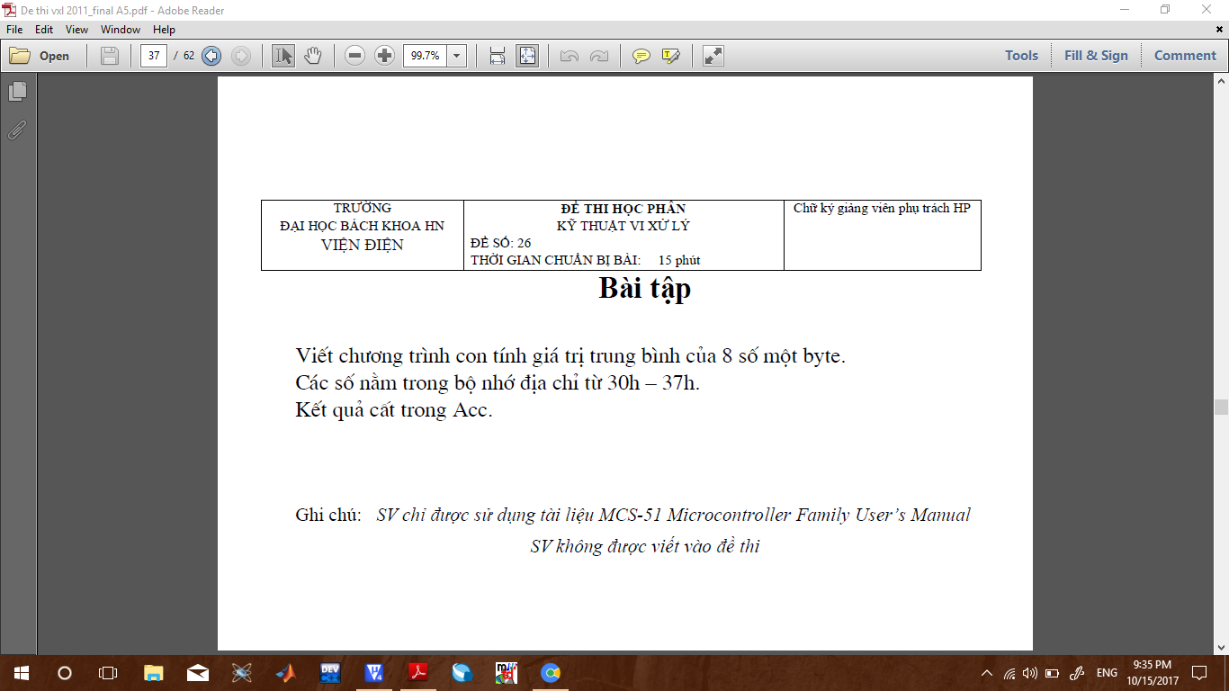 De thi vxl 2011_final A5.pdf - Adobe Reader
File Edit View Window Help
Open 37 / 62 99.7% Tools Fill & Sign Comment
TRƯỜNG
ĐẠI HỌC BÁCH KHOA HN
VIỆN ĐIỆN
ĐỀ THI HỌC PHẦN
KỸ THUẬT VI XỬ LÝ
ĐỀ SỐ: 26
THỜI GIAN CHUẨN BỊ BÀI: 15 phút
Chữ ký giảng viên phụ trách HP
Bài tập
Viết chương trình con tính giá trị trung bình của 8 số một byte.
Các số nằm trong bộ nhớ địa chỉ từ 30h – 37h.
Kết quả cất trong Acc.
Ghi chú: SV chỉ được sử dụng tài liệu MCS-51 Microcontroller Family User’s Manual
SV không được viết vào đề thi
DEV
ENG
9:35 PM
10/15/2017